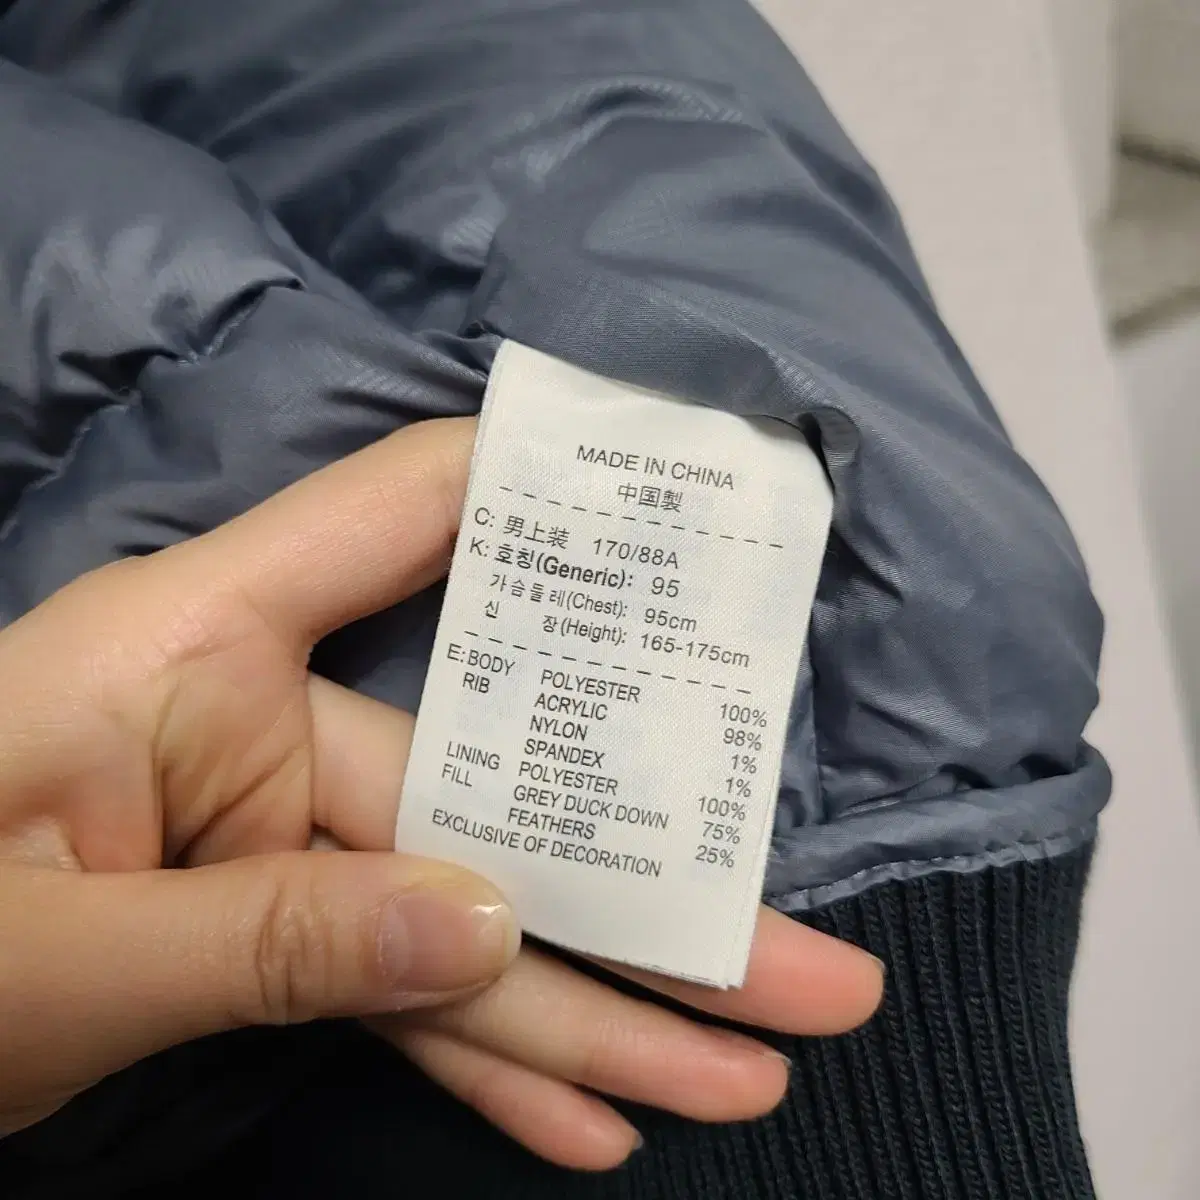 MADE IN CHINA
中国製
C: 男上装 170/88A
K: 호칭(Generic): 95
가슴둘레(Chest): 95cm
신 장(Height): 165-175cm
E: BODY POLYESTER 100%
RIB ACRYLIC 98%
NYLON 1%
SPANDEX 1%
LINING POLYESTER 100%
FILL GREY DUCK DOWN 75%
FEATHERS 25%
EXCLUSIVE OF DECORATION